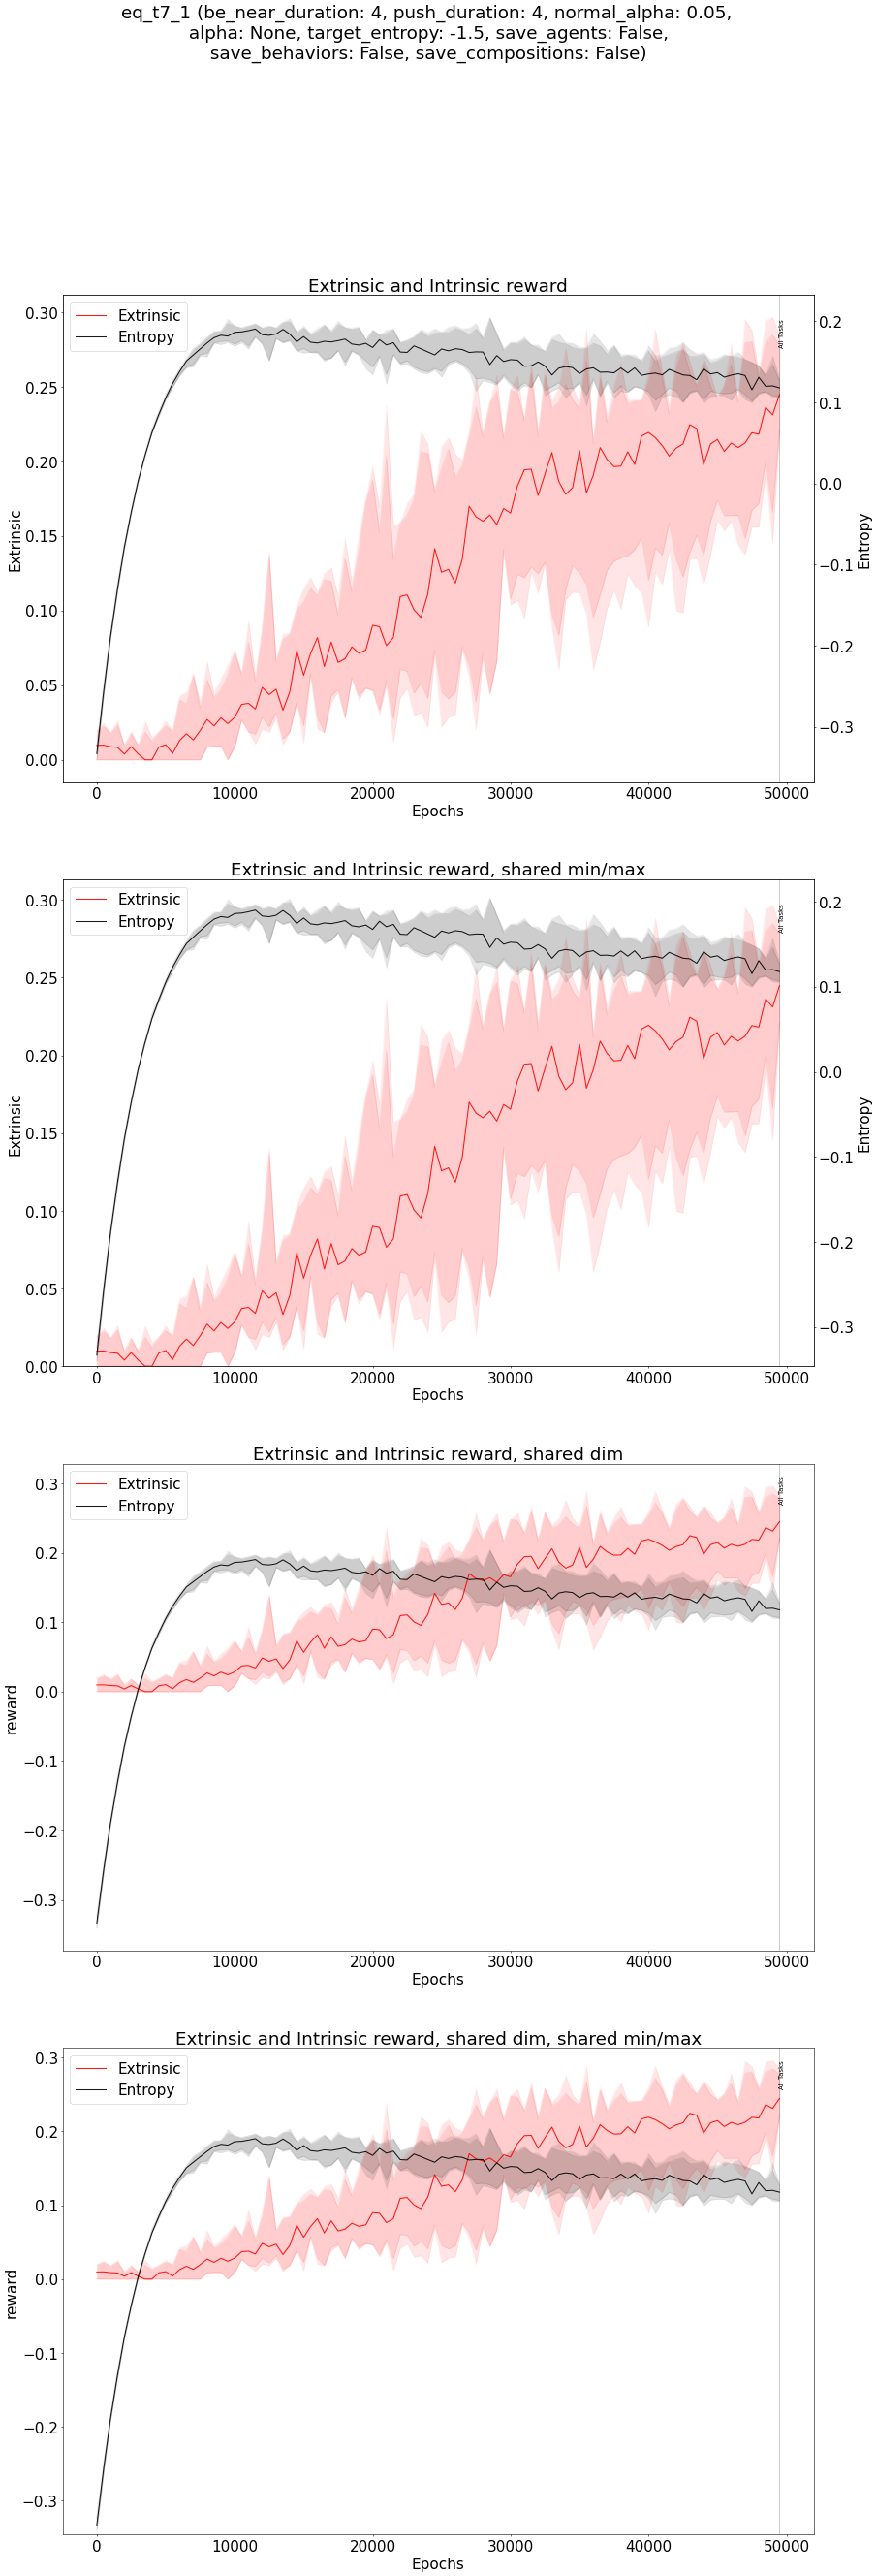 eq_t7_1 (be_near_duration: 4, push_duration: 4, normal_alpha: 0.05,
alpha: None, target_entropy: -1.5, save_agents: False,
save_behaviors: False, save_compositions: False)
Extrinsic and Intrinsic reward
Extrinsic
Entropy
All Tasks
0.30
0.25
0.20
0.15
0.10
0.05
0.00
Extrinsic
0.2
0.1
0.0
−0.1
−0.2
−0.3
Entropy
0 10000 20000 30000 40000 50000
Epochs
Extrinsic and Intrinsic reward, shared min/max
Extrinsic
Entropy
All Tasks
0.30
0.25
0.20
0.15
0.10
0.05
0.00
Extrinsic
0.2
0.1
0.0
−0.1
−0.2
−0.3
Entropy
0 10000 20000 30000 40000 50000
Epochs
Extrinsic and Intrinsic reward, shared dim
Extrinsic
Entropy
All Tasks
0.3
0.2
0.1
0.0
−0.1
−0.2
−0.3
reward
0 10000 20000 30000 40000 50000
Epochs
Extrinsic and Intrinsic reward, shared dim, shared min/max
Extrinsic
Entropy
All Tasks
0.3
0.2
0.1
0.0
−0.1
−0.2
−0.3
reward
0 10000 20000 30000 40000 50000
Epochs